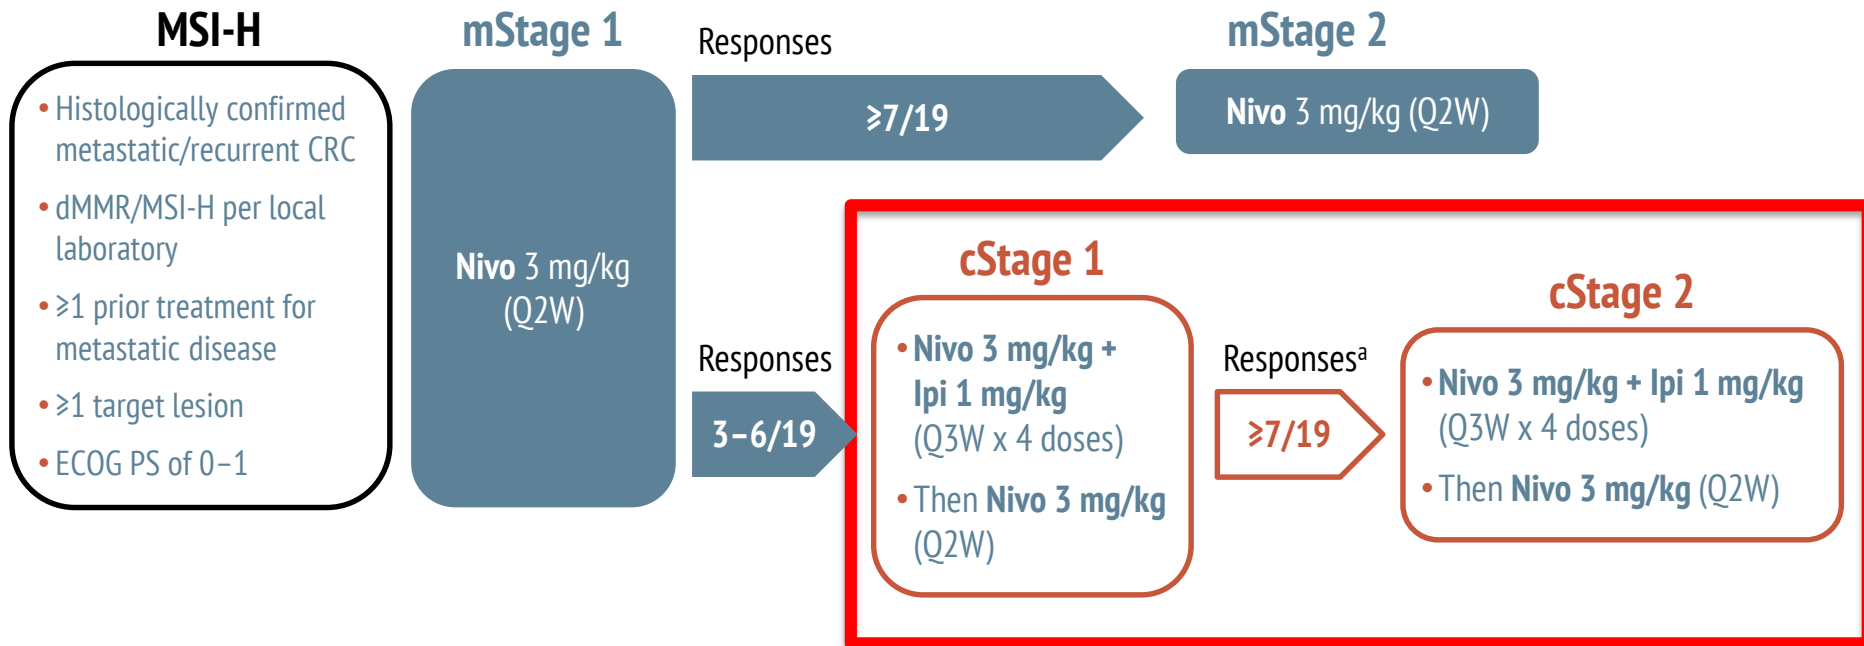 MSI-H
• Histologically confirmed
metastatic/recurrent CRC
• dMMR/MSI-H per local
laboratory
• ≥1 prior treatment for
metastatic disease
• ≥1 target lesion
• ECOG PS of 0–1
mStage 1
Nivo 3 mg/kg
(Q2W)
Responses
≥7/19
mStage 2
Nivo 3 mg/kg (Q2W)
Responses
3–6/19
cStage 1
• Nivo 3 mg/kg +
Ipi 1 mg/kg
(Q3W x 4 doses)
• Then Nivo 3 mg/kg
(Q2W)
Responsesᵃ
≥7/19
cStage 2
• Nivo 3 mg/kg + Ipi 1 mg/kg
(Q3W x 4 doses)
• Then Nivo 3 mg/kg (Q2W)